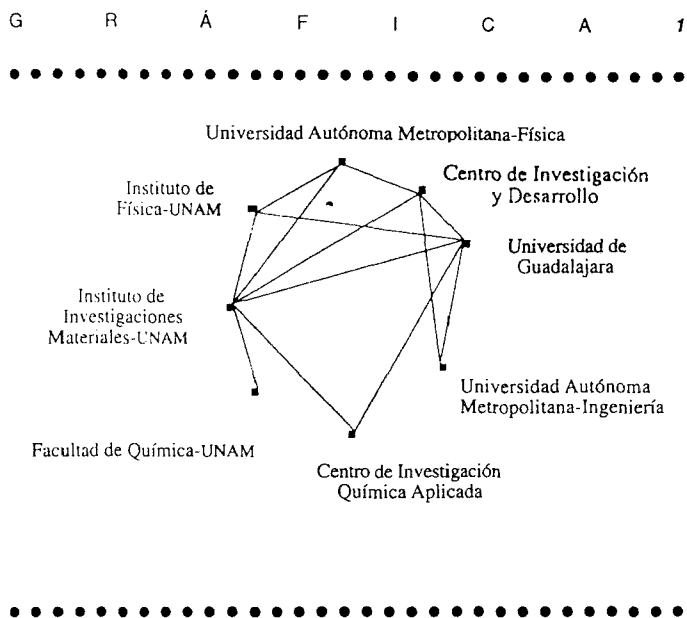 GRÁFICA 1
Universidad Autónoma Metropolitana-Física
Centro de Investigación
y Desarrollo
Instituto de
Física-UNAM
Universidad de
Guadalajara
Instituto de
Investigaciones
Materiales-UNAM
Universidad Autónoma
Metropolitana-Ingeniería
Facultad de Química-UNAM
Centro de Investigación
Química Aplicada